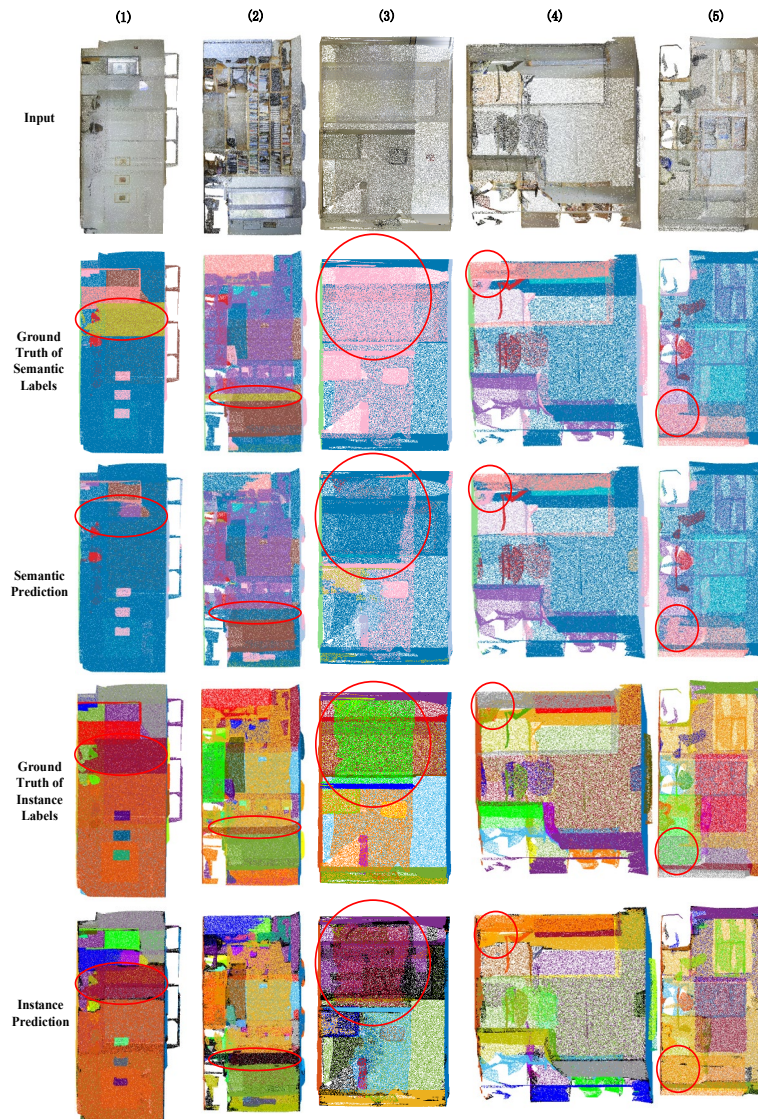 (1) (2) (3) (4) (5)
Input
Ground
Truth of
Semantic
Labels
Semantic
Prediction
Ground
Truth of
Instance
Labels
Instance
Prediction